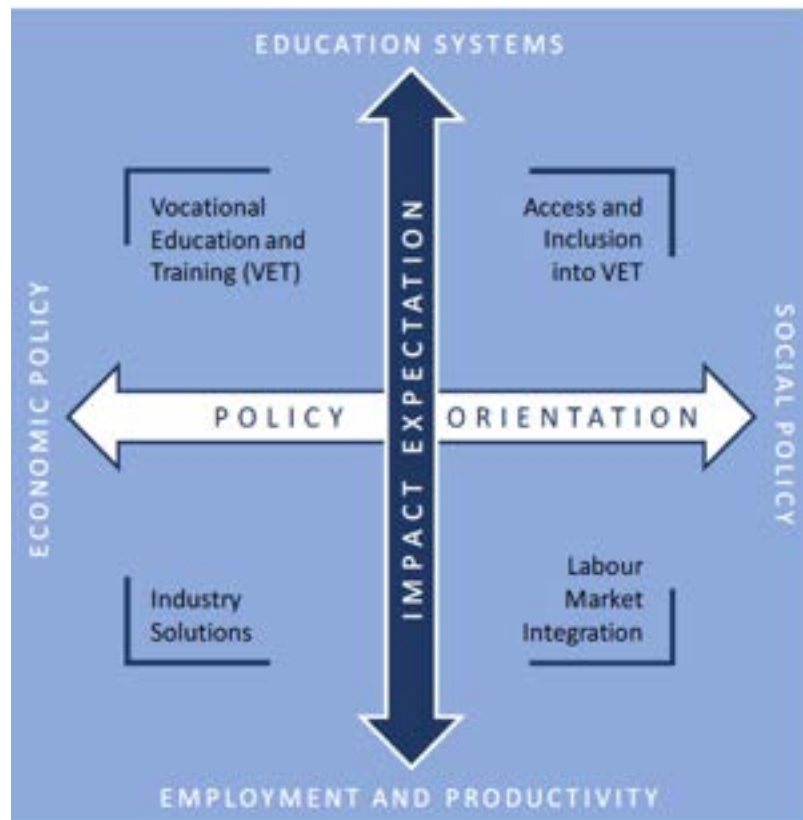 EDUCATION SYSTEMS
Vocational
Education and
Training (VET)
Access and
Inclusion
into VET
ECONOMIC POLICY
IMPACT EXPECTATION
SOCIAL POLICY
POLICY ORIENTATION
Industry
Solutions
Labour
Market
Integration
EMPLOYMENT AND PRODUCTIVITY